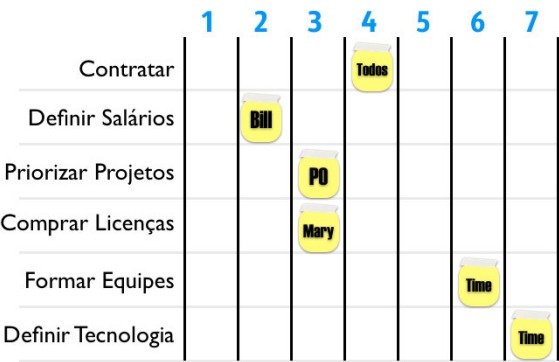 1 2 3 4 5 6 7
Contratar Todos
Definir Salários Bill
Priorizar Projetos PO
Comprar Licenças Mary
Formar Equipes Time
Definir Tecnologia Time